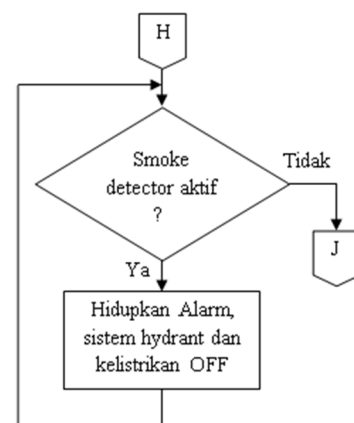 H
Smoke
detector aktif
?
Tidak
J
Ya
Hidupkan Alarm,
sistem hydrant dan
kelistrikan OFF